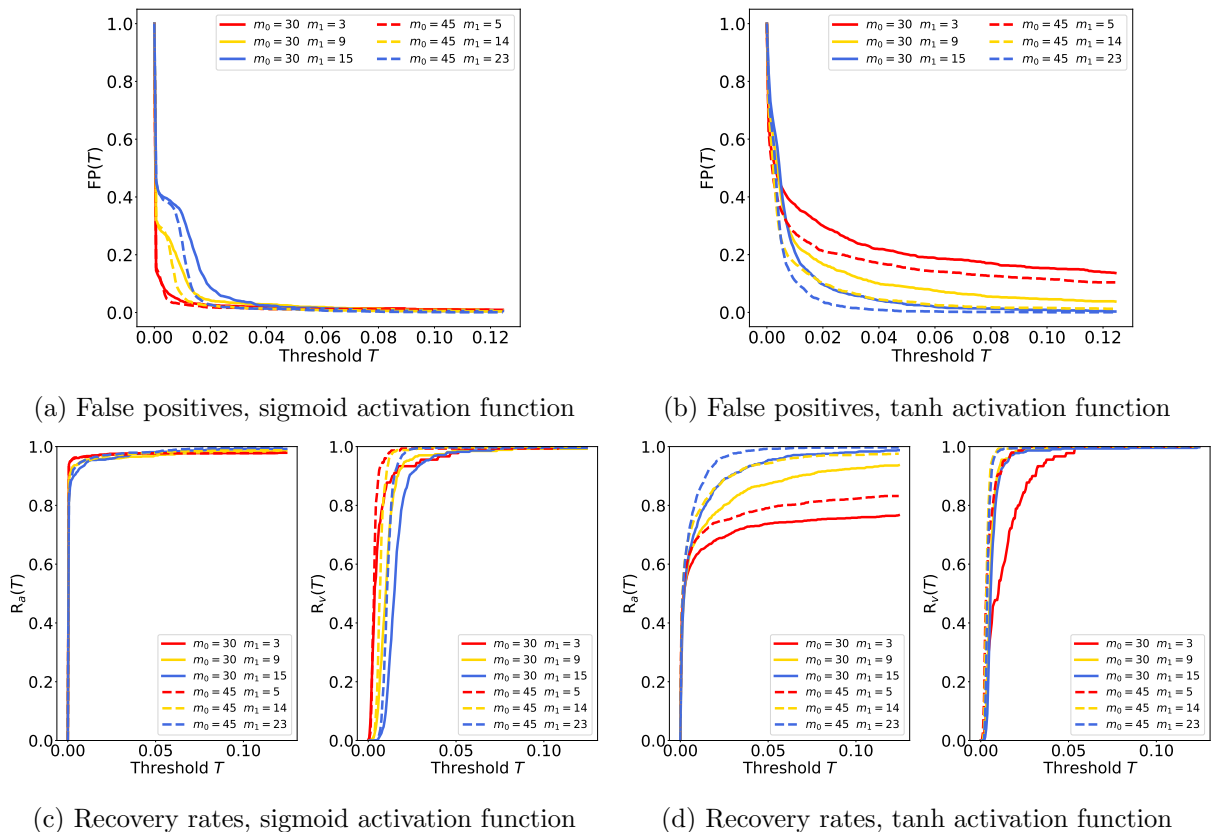 m₀ = 30 m₁ = 3 m₀ = 45 m₁ = 5
m₀ = 30 m₁ = 9 m₀ = 45 m₁ = 14
m₀ = 30 m₁ = 15 m₀ = 45 m₁ = 23
1.0
0.8
0.6
0.4
0.2
0.0
FP(T)
0.00 0.02 0.04 0.06 0.08 0.10 0.12
Threshold T
(a) False positives, sigmoid activation function
m₀ = 30 m₁ = 3 m₀ = 45 m₁ = 5
m₀ = 30 m₁ = 9 m₀ = 45 m₁ = 14
m₀ = 30 m₁ = 15 m₀ = 45 m₁ = 23
1.0
0.8
0.6
0.4
0.2
0.0
FP(T)
0.00 0.02 0.04 0.06 0.08 0.10 0.12
Threshold T
(b) False positives, tanh activation function
1.0
0.8
0.6
0.4
0.2
0.0
Rₐ(T)
m₀ = 30 m₁ = 3
m₀ = 30 m₁ = 9
m₀ = 30 m₁ = 15
m₀ = 45 m₁ = 5
m₀ = 45 m₁ = 14
m₀ = 45 m₁ = 23
0.00 0.05 0.10
Threshold T
1.0
0.8
0.6
0.4
0.2
0.0
Rᵥ(T)
m₀ = 30 m₁ = 3
m₀ = 30 m₁ = 9
m₀ = 30 m₁ = 15
m₀ = 45 m₁ = 5
m₀ = 45 m₁ = 14
m₀ = 45 m₁ = 23
0.00 0.05 0.10
Threshold T
(c) Recovery rates, sigmoid activation function
1.0
0.8
0.6
0.4
0.2
0.0
Rₐ(T)
m₀ = 30 m₁ = 3
m₀ = 30 m₁ = 9
m₀ = 30 m₁ = 15
m₀ = 45 m₁ = 5
m₀ = 45 m₁ = 14
m₀ = 45 m₁ = 23
0.00 0.05 0.10
Threshold T
1.0
0.8
0.6
0.4
0.2
0.0
Rᵥ(T)
m₀ = 30 m₁ = 3
m₀ = 30 m₁ = 9
m₀ = 30 m₁ = 15
m₀ = 45 m₁ = 5
m₀ = 45 m₁ = 14
m₀ = 45 m₁ = 23
0.00 0.05 0.10
Threshold T
(d) Recovery rates, tanh activation function